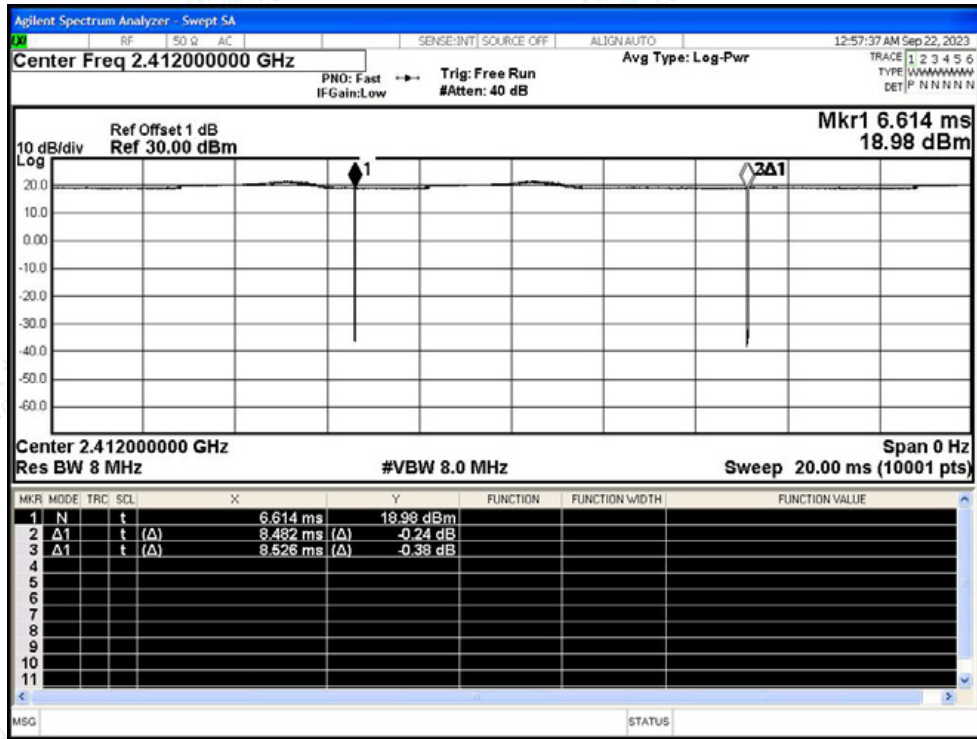 Agilent Spectrum Analyzer - Swept SA
RF 50 Ω AC SENSE:INT SOURCE OFF ALIGNAUTO 12:57:37 AM Sep 22, 2023
Center Freq 2.412000000 GHz
PNO: Fast
IFGain:Low
Trig: Free Run
#Atten: 40 dB
Avg Type: Log-Pwr
TRACE 1 2 3 4 5 6
TYPE
DET P N N N N N
Mkr1 6.614 ms
18.98 dBm
10 dB/div
Log
Ref Offset 1 dB
Ref 30.00 dBm
1
Δ1
20.0
10.0
0.00
-10.0
-20.0
-30.0
-40.0
-50.0
-60.0
Center 2.412000000 GHz Span 0 Hz
Res BW 8 MHz #VBW 8.0 MHz Sweep 20.00 ms (10001 pts)
MKR MODE TRC SCL X Y FUNCTION FUNCTION WIDTH FUNCTION VALUE
1 N t 6.614 ms 18.98 dBm
2 Δ1 t (Δ) 8.482 ms (Δ) -0.24 dB
3 Δ1 t (Δ) 8.526 ms (Δ) -0.38 dB
4
5
6
7
8
9
10
11
MSG STATUS